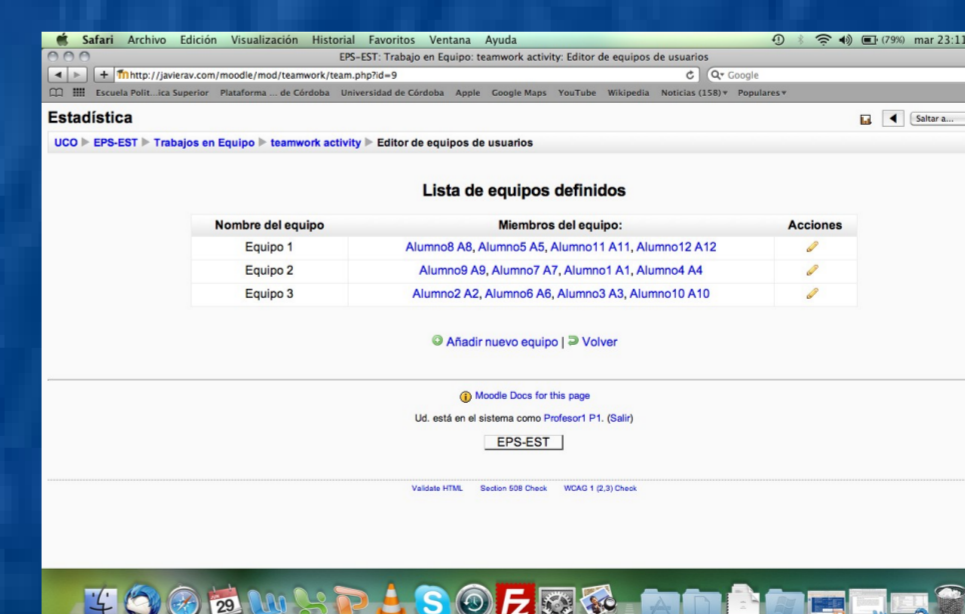 Safari Archivo Edición Visualización Historial Favoritos Ventana Ayuda (79%) mar 23:11
EPS-EST: Trabajo en Equipo: teamwork activity: Editor de equipos de usuarios
http://javierav.com/moodle/mod/teamwork/team.php?id=9 Google
Escuela Polit...ica Superior Plataforma ... de Córdoba Universidad de Córdoba Apple Google Maps YouTube Wikipedia Noticias (158) Populares
Estadística Saltar a...
UCO EPS-EST Trabajos en Equipo teamwork activity Editor de equipos de usuarios
Lista de equipos definidos
Nombre del equipo Miembros del equipo: Acciones
Equipo 1 Alumno8 A8, Alumno5 A5, Alumno11 A11, Alumno12 A12
Equipo 2 Alumno9 A9, Alumno7 A7, Alumno1 A1, Alumno4 A4
Equipo 3 Alumno2 A2, Alumno6 A6, Alumno3 A3, Alumno10 A10
Añadir nuevo equipo | Volver
Moodle Docs for this page
Ud. está en el sistema como Profesor1 P1. (Salir)
EPS-EST
Validate HTML Section 508 Check WCAG 1 (2,3) Check
29